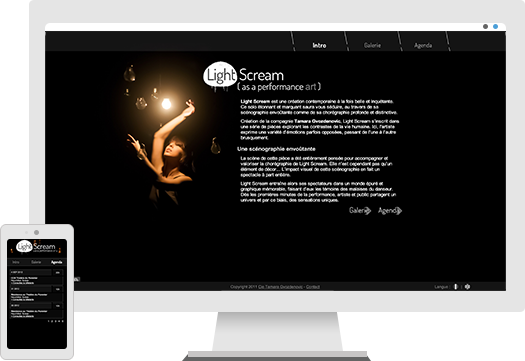 Intro
Galerie
Agenda
Light Scream
( as a performance art )
Light Scream est une création contemporaine à la fois belle et inquiétante.
Ce solo étonnant et marquant saura vous séduire, au travers de sa
scénographie envoûtante comme de sa chorégraphie profonde et distinctive.
Création de la compagnie Tamara Gvozdenovic, Light Scream s'inscrit dans
une série de pièces explorant les contrastes de la vie humaine. Ici, l'artiste
exprime une variété d'émotions parfois opposées, passant de l'une à l'autre
brusquement.
Une scénographie envoûtante
La scène de cette pièce a été entièrement pensée pour accompagner et
valoriser la chorégraphie de Light Scream. Elle n'est cependant pas qu'un
élément de décor... L'impact visuel de cette scénographie en fait un
spectacle à part entière.
Light Scream entraîne alors ses spectateurs dans un monde épuré et
graphique mémorable, faisant d'eux les témoins des malaises du danseur.
Dès les premières minutes de la performance, artiste et public partagent un
univers et par ce biais, des sensations uniques.
Galerie
Agenda
Copyright 2011 Cie Tamara Gvozdenovic - Contact
Langue :
Light Scream
Intro
Galerie
Agenda